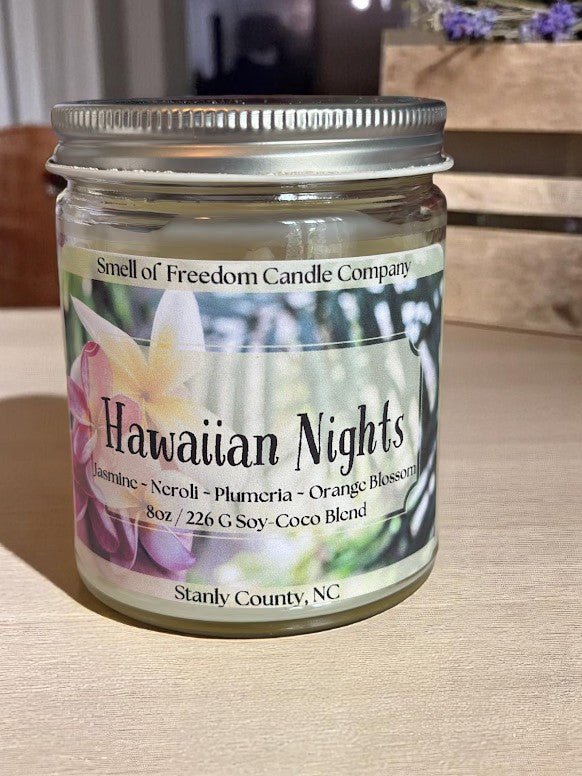 Smell of Freedom Candle Company
Hawaiian Nights
Jasmine ~ Neroli ~ Plumeria ~ Orange Blossom
8oz / 226 G Soy-Coco Blend
Stanly County, NC